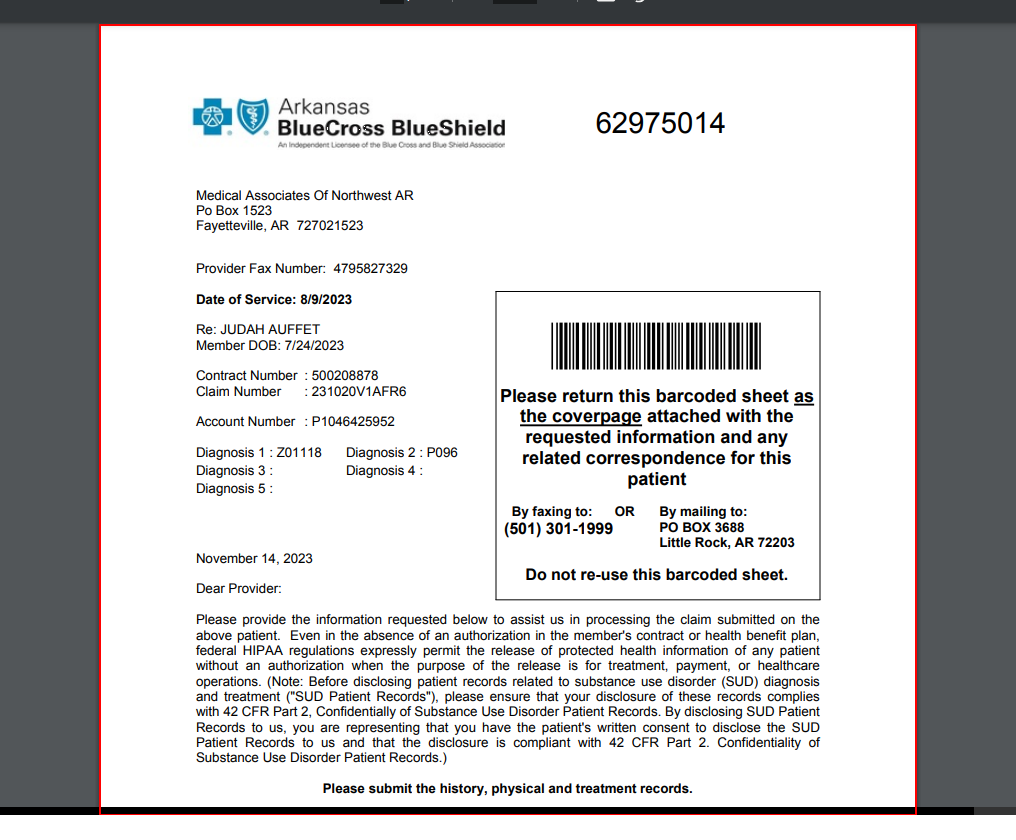 Arkansas
BlueCross BlueShield
An Independent Licensee of the Blue Cross and Blue Shield Association
62975014
Medical Associates Of Northwest AR
Po Box 1523
Fayetteville, AR 727021523
Provider Fax Number: 4795827329
Date of Service: 8/9/2023
Re: JUDAH AUFFET
Member DOB: 7/24/2023
Contract Number : 500208878
Claim Number : 231020V1AFR6
Account Number : P1046425952
Diagnosis 1 : Z01118 Diagnosis 2 : P096
Diagnosis 3 : Diagnosis 4 :
Diagnosis 5 :
Please return this barcoded sheet as
the coverpage attached with the
requested information and any
related correspondence for this
patient
By faxing to: OR By mailing to:
(501) 301-1999 PO BOX 3688
Little Rock, AR 72203
Do not re-use this barcoded sheet.
November 14, 2023
Dear Provider:
Please provide the information requested below to assist us in processing the claim submitted on the
above patient. Even in the absence of an authorization in the member's contract or health benefit plan,
federal HIPAA regulations expressly permit the release of protected health information of any patient
without an authorization when the purpose of the release is for treatment, payment, or healthcare
operations. (Note: Before disclosing patient records related to substance use disorder (SUD) diagnosis
and treatment ("SUD Patient Records"), please ensure that your disclosure of these records complies
with 42 CFR Part 2, Confidentially of Substance Use Disorder Patient Records. By disclosing SUD Patient
Records to us, you are representing that you have the patient's written consent to disclose the SUD
Patient Records to us and that the disclosure is compliant with 42 CFR Part 2. Confidentiality of
Substance Use Disorder Patient Records.)
Please submit the history, physical and treatment records.